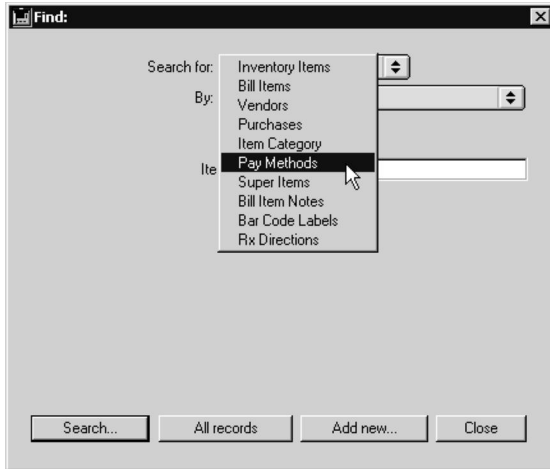 Find:
Search for:
Inventory Items
By:
Bill Items
Vendors
Purchases
Item Category
Ite
Pay Methods
Super Items
Bill Item Notes
Bar Code Labels
Rx Directions
Search...
All records
Add new...
Close